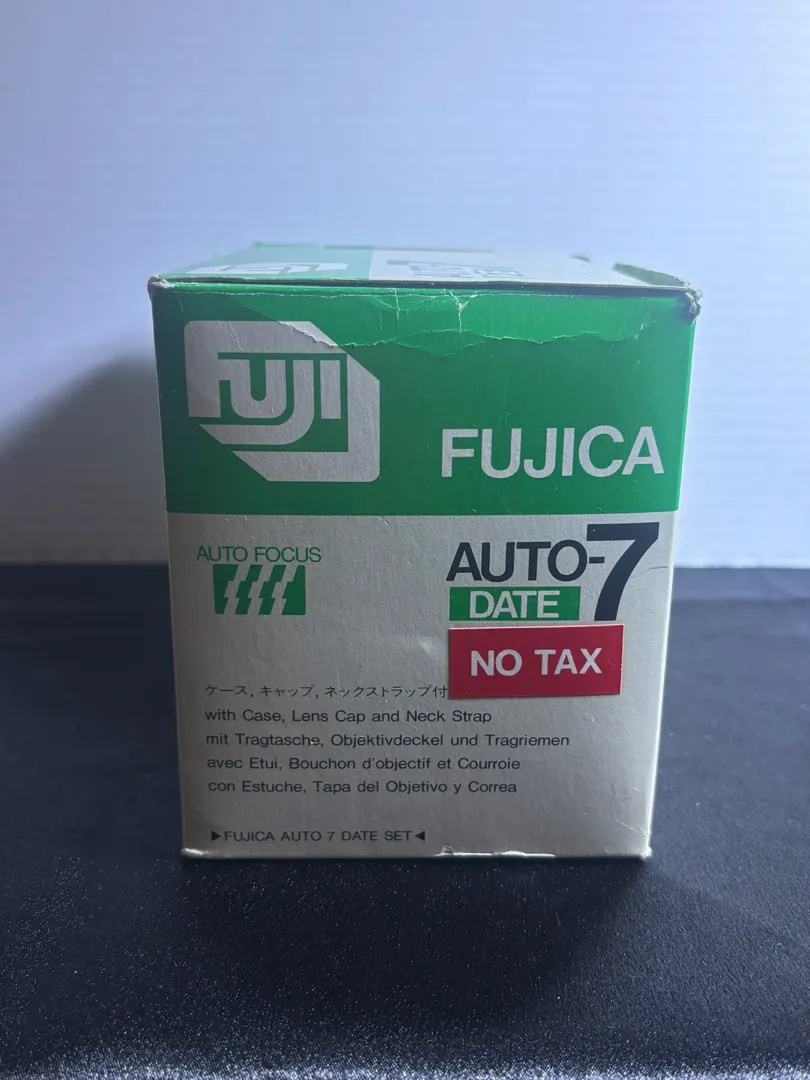 FUJI
FUJICA
AUTO FOCUS
AUTO-7
DATE
NO TAX
ケース, キャップ, ネックストラップ付
with Case, Lens Cap and Neck Strap
mit Tragtasche, Objektivdeckel und Tragriemen
avec Etui, Bouchon d'objectif et Courroie
con Estuche, Tapa del Objetivo y Correa
▶FUJICA AUTO 7 DATE SET◀